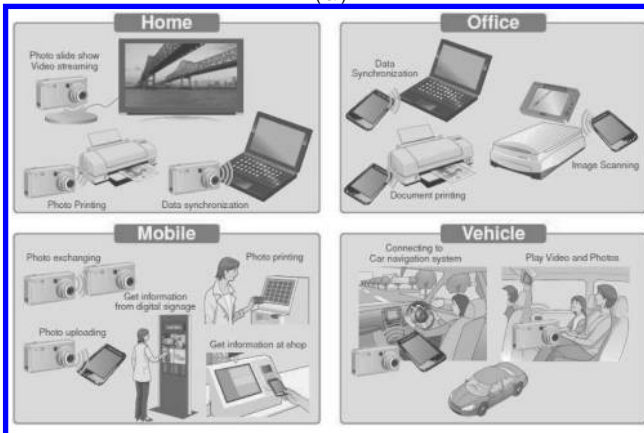 Home
Photo slide show
Video streaming
Photo Printing
Data synchronization
Office
Data
Synchronization
Image Scanning
Document printing
Mobile
Photo exchanging
Photo printing
Get information
from digital signage
Photo uploading
Get information at shop
Vehicle
Connecting to
Car navigation system
Play Video and Photos